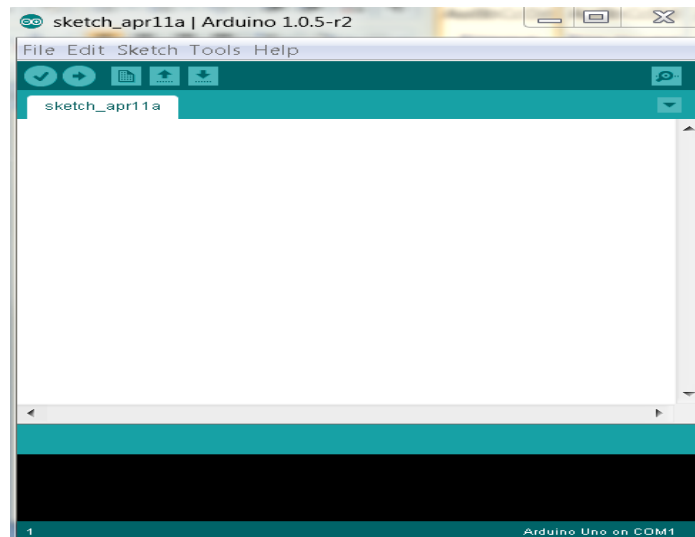 sketch_apr11a | Arduino 1.0.5-r2
File Edit Sketch Tools Help
sketch_apr11a
1 Arduino Uno on COM1